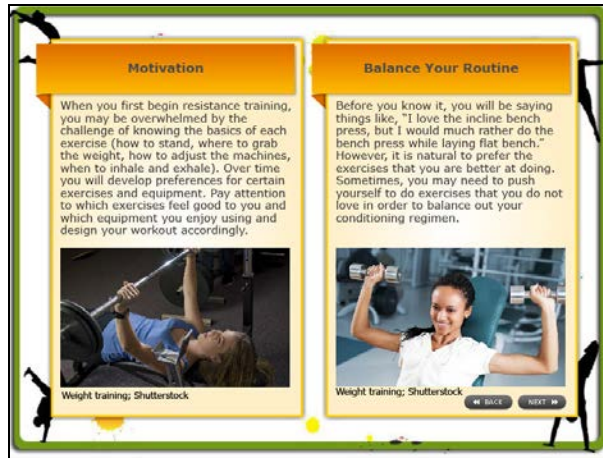 Motivation
When you first begin resistance training,
you may be overwhelmed by the
challenge of knowing the basics of each
exercise (how to stand, where to grab
the weight, how to adjust the machines,
when to inhale and exhale). Over time
you will develop preferences for certain
exercises and equipment. Pay attention
to which exercises feel good to you and
which equipment you enjoy using and
design your workout accordingly.
Weight training; Shutterstock
Balance Your Routine
Before you know it, you will be saying
things like, "I love the incline bench
press, but I would much rather do the
bench press while laying flat bench."
However, it is natural to prefer the
exercises that you are better at doing.
Sometimes, you may need to push
yourself to do exercises that you do not
love in order to balance out your
conditioning regimen.
Weight training; Shutterstock
BACK NEXT